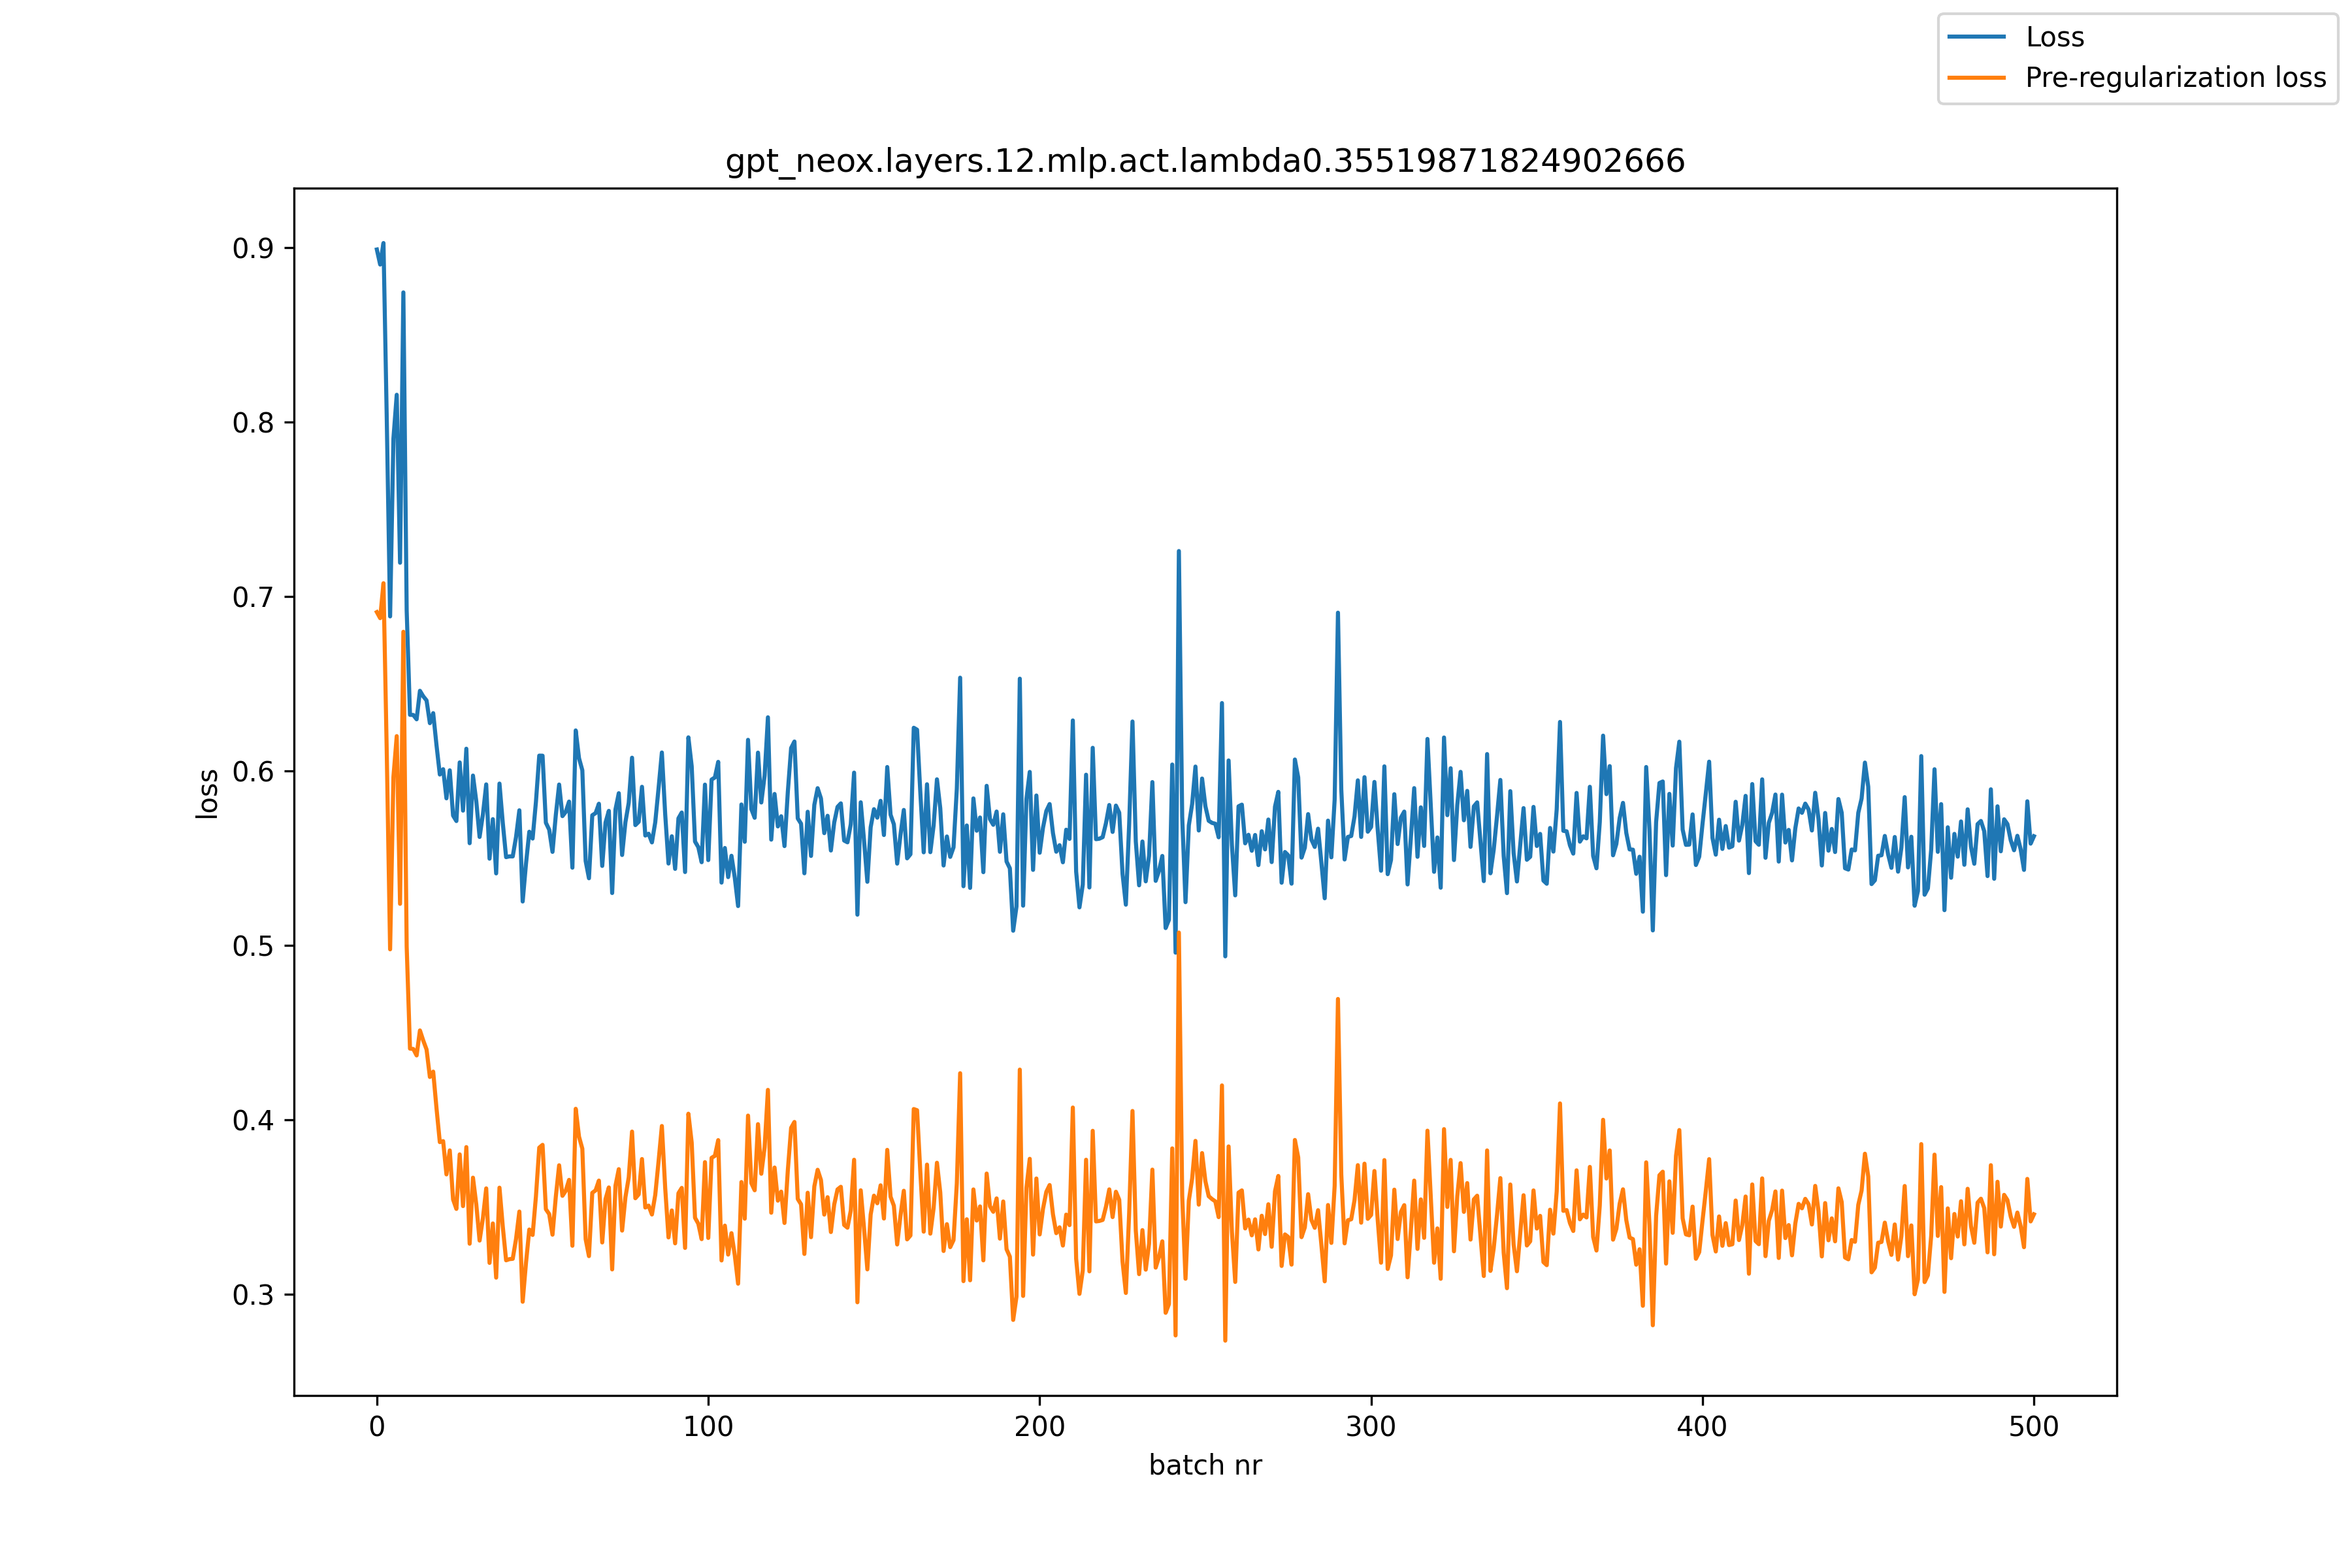 Loss
Pre-regularization loss
gpt_neox.layers.12.mlp.act.lambda0.35519871824902666
0.9
0.8
0.7
0.6
0.5
0.4
0.3
loss
0 100 200 300 400 500
batch nr